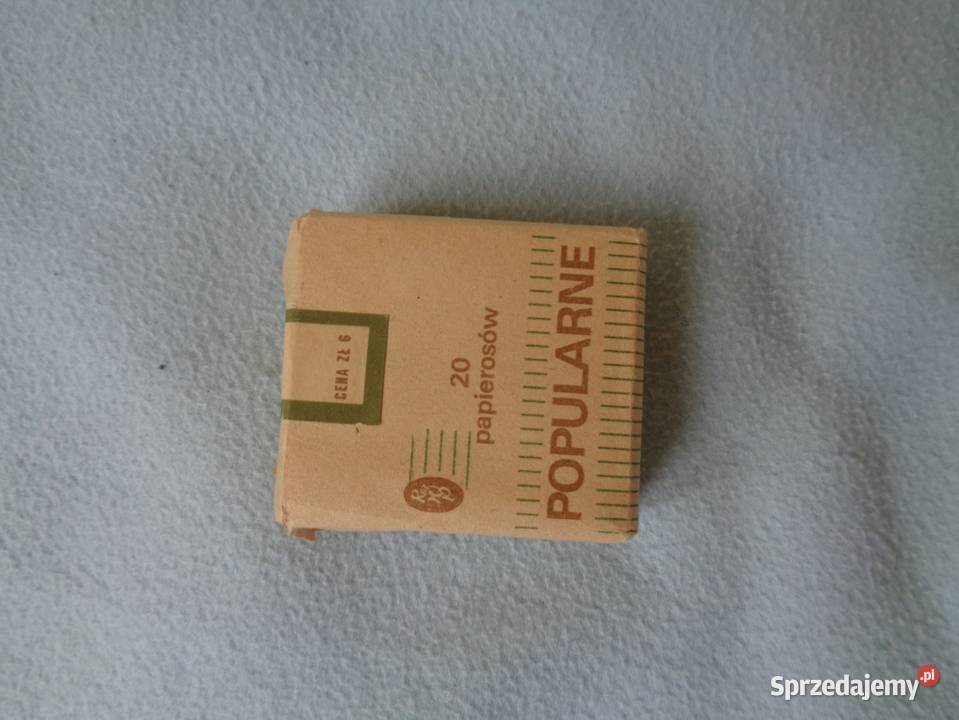 CENA ZŁ 6
20
papierosów
POPULARNE
Sprzedajemy.pl